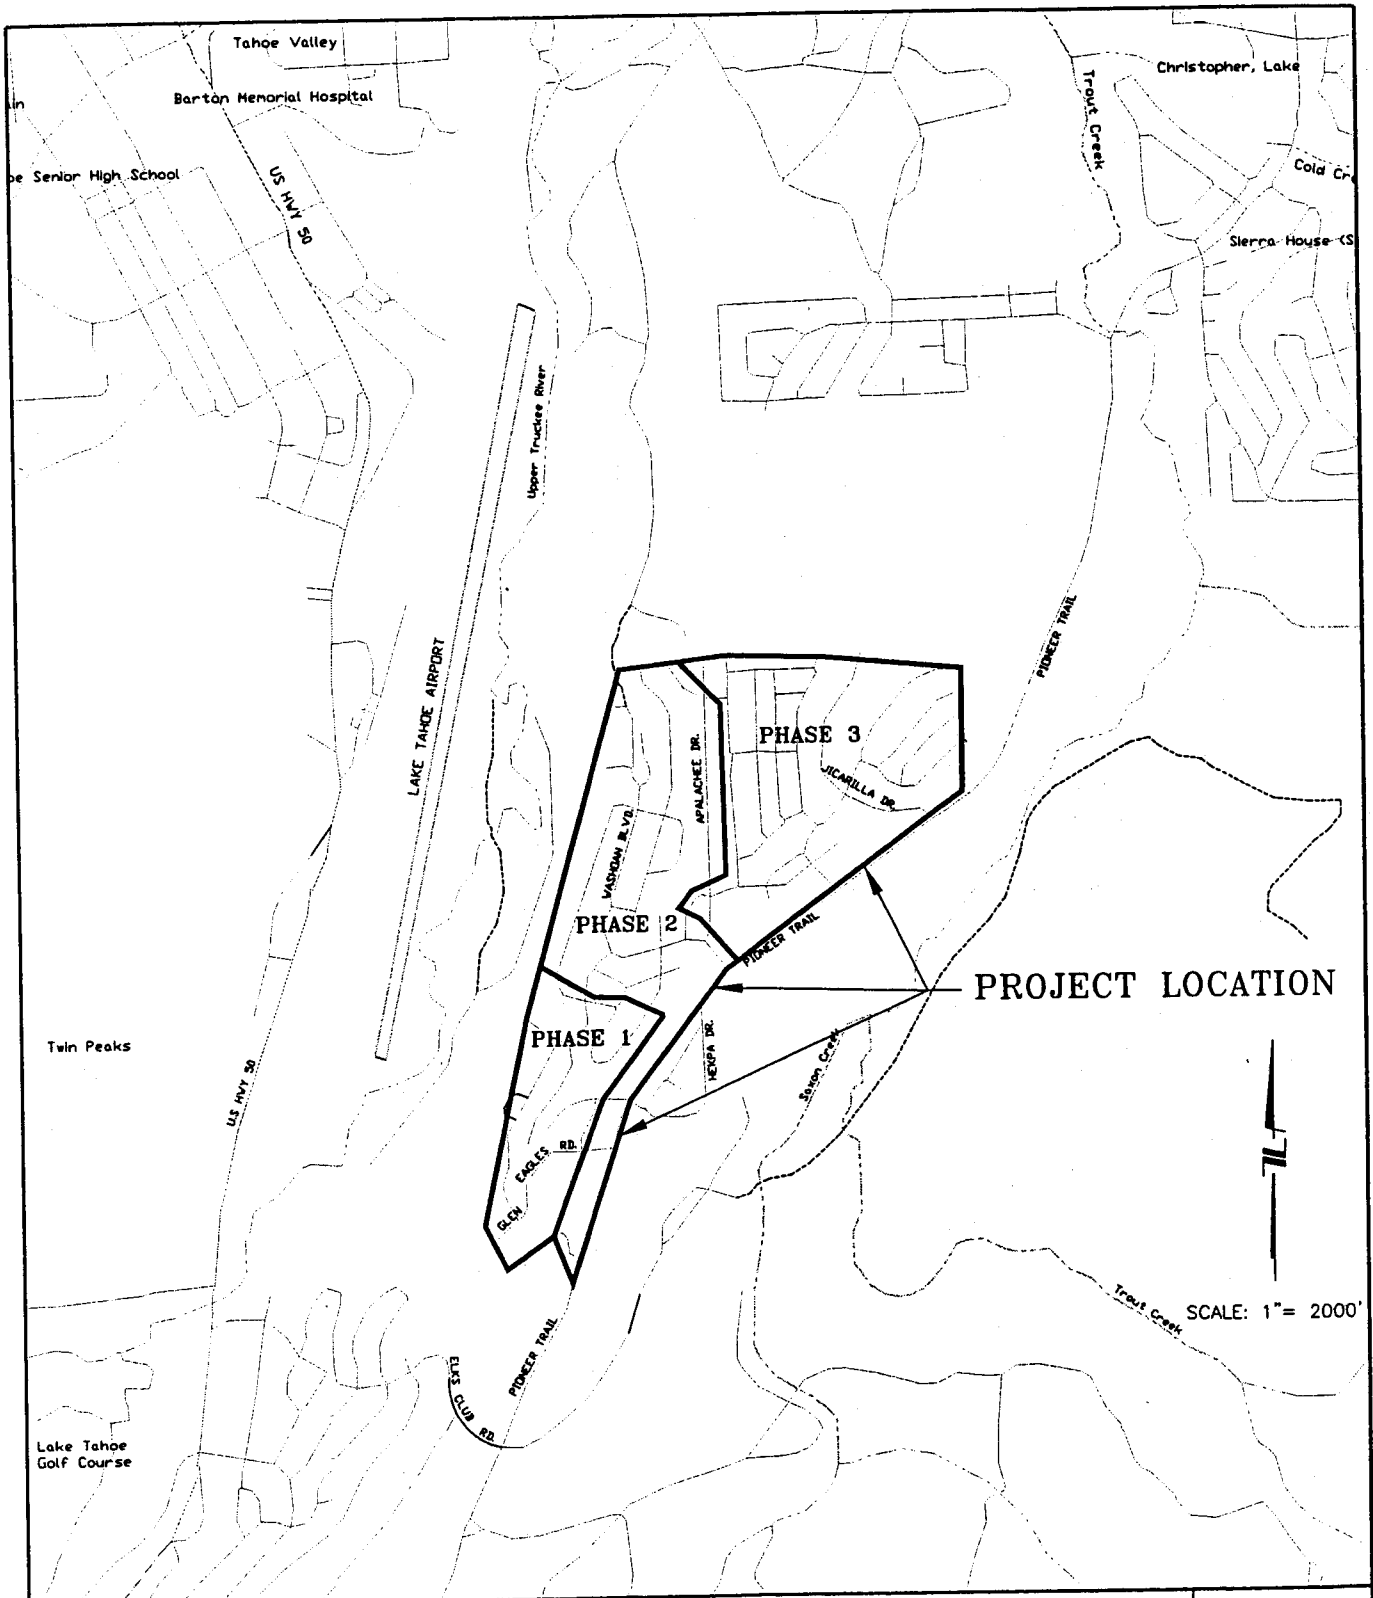 Tahoe Valley
Christopher, Lake
Barton Memorial Hospital
Trout Creek
Senior High School
US HWY 50
Cold
Sierra House
Upper Truckee River
PIONEER TRAIL
LAKE TAHOE AIRPORT
PHASE 3
APALACHEE DR.
JICARILLA DR.
WASHOAN BLVD.
PHASE 2
PIONEER TRAIL
PROJECT LOCATION
PHASE 1
HEKPA DR.
Twin Peaks
Saxon Creek
U.S HWY 50
GLEN EAGLES RD.
Trout Creek
SCALE: 1"= 2000'
PIONEER TRAIL
ELKS CLUB RD.
Lake Tahoe
Golf Course